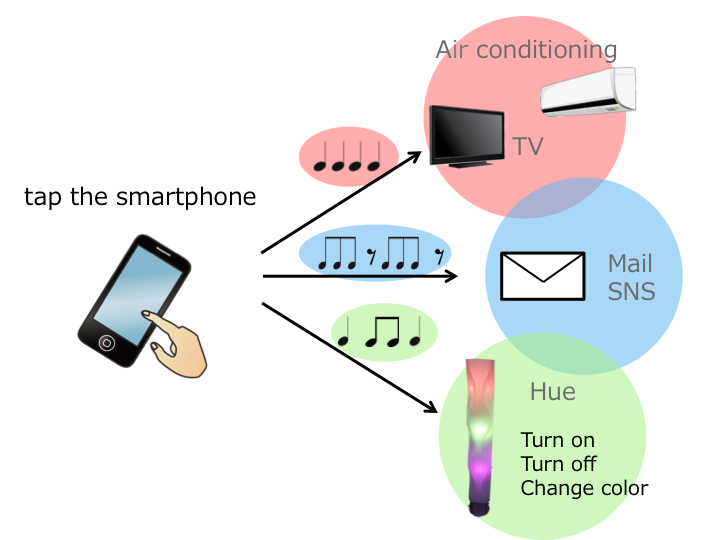 Air conditioning
TV
tap the smartphone
Mail
SNS
Hue
Turn on
Turn off
Change color